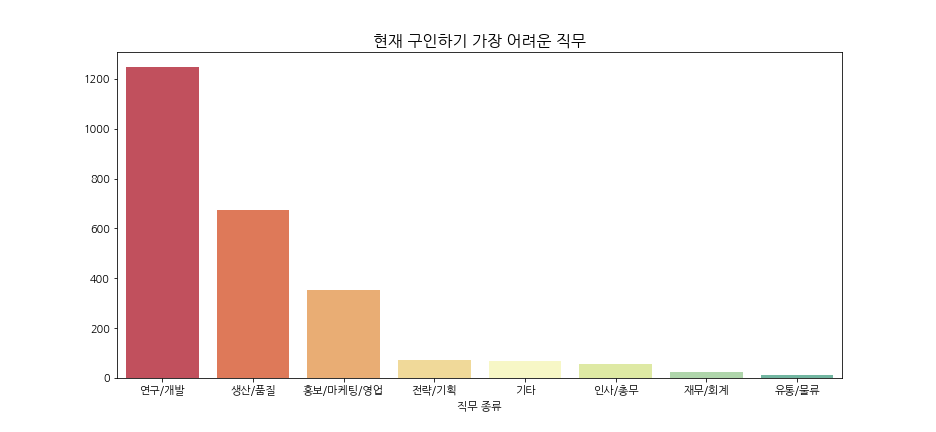 현재 구인하기 가장 어려운 직무
1200
1000
800
600
400
200
0
연구/개발 생산/품질 홍보/마케팅/영업 전략/기획 기타 인사/총무 재무/회계 유통/물류
직무 종류